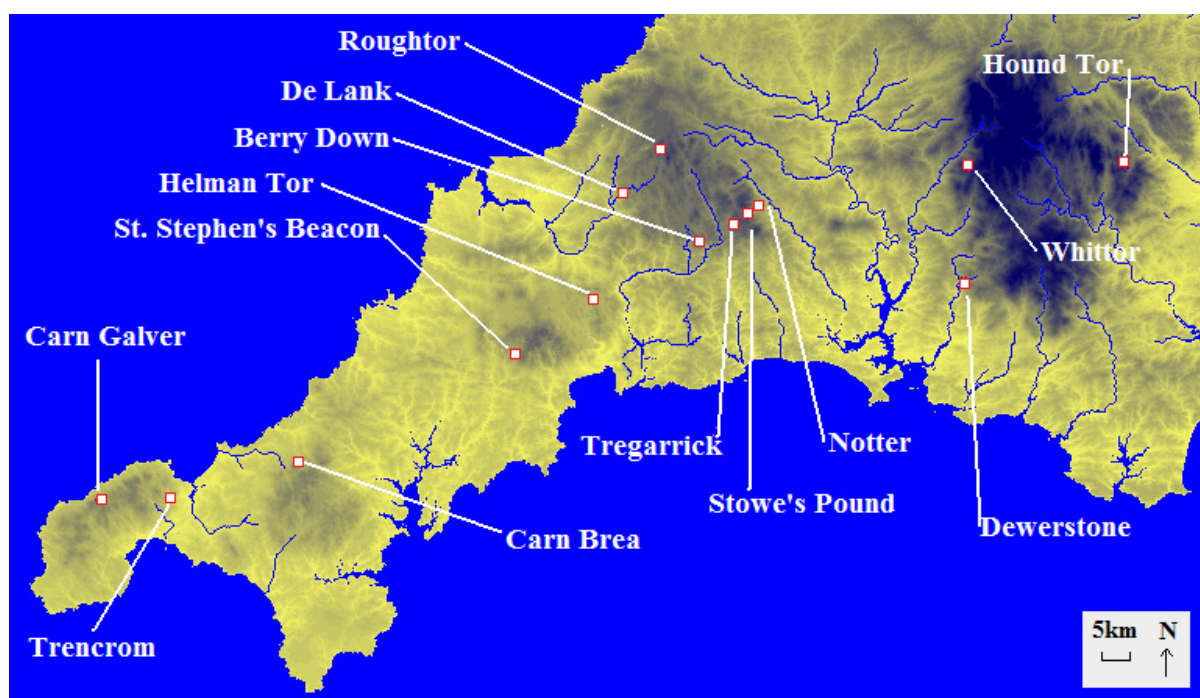 Roughtor
Hound Tor
De Lank
Berry Down
Helman Tor
St. Stephen's Beacon
Whittor
Carn Galver
Tregarrick
Notter
Stowe's Pound
Dewerstone
Carn Brea
Trencrom
5km N